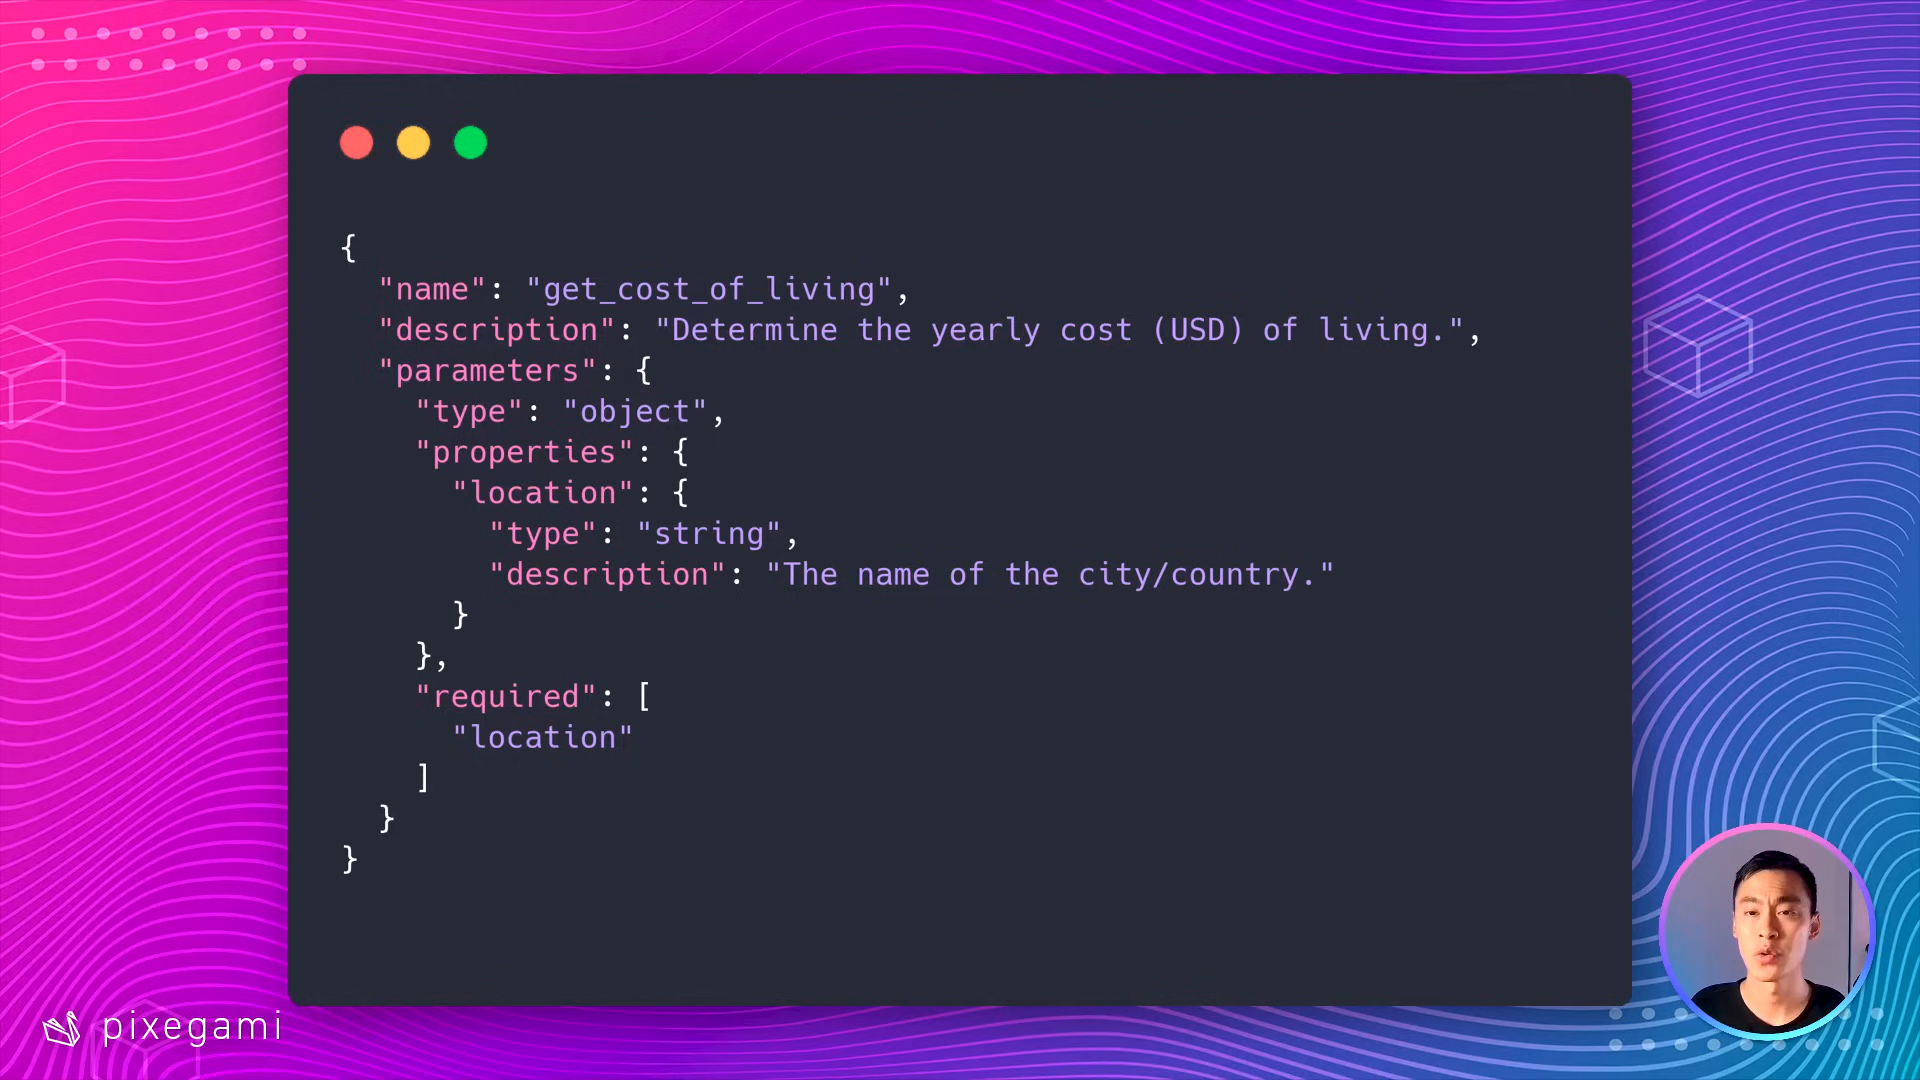 {
  "name": "get_cost_of_living",
  "description": "Determine the yearly cost (USD) of living.",
  "parameters": {
    "type": "object",
    "properties": {
      "location": {
        "type": "string",
        "description": "The name of the city/country."
      }
    },
    "required": [
      "location"
    ]
  }
}
pixegami